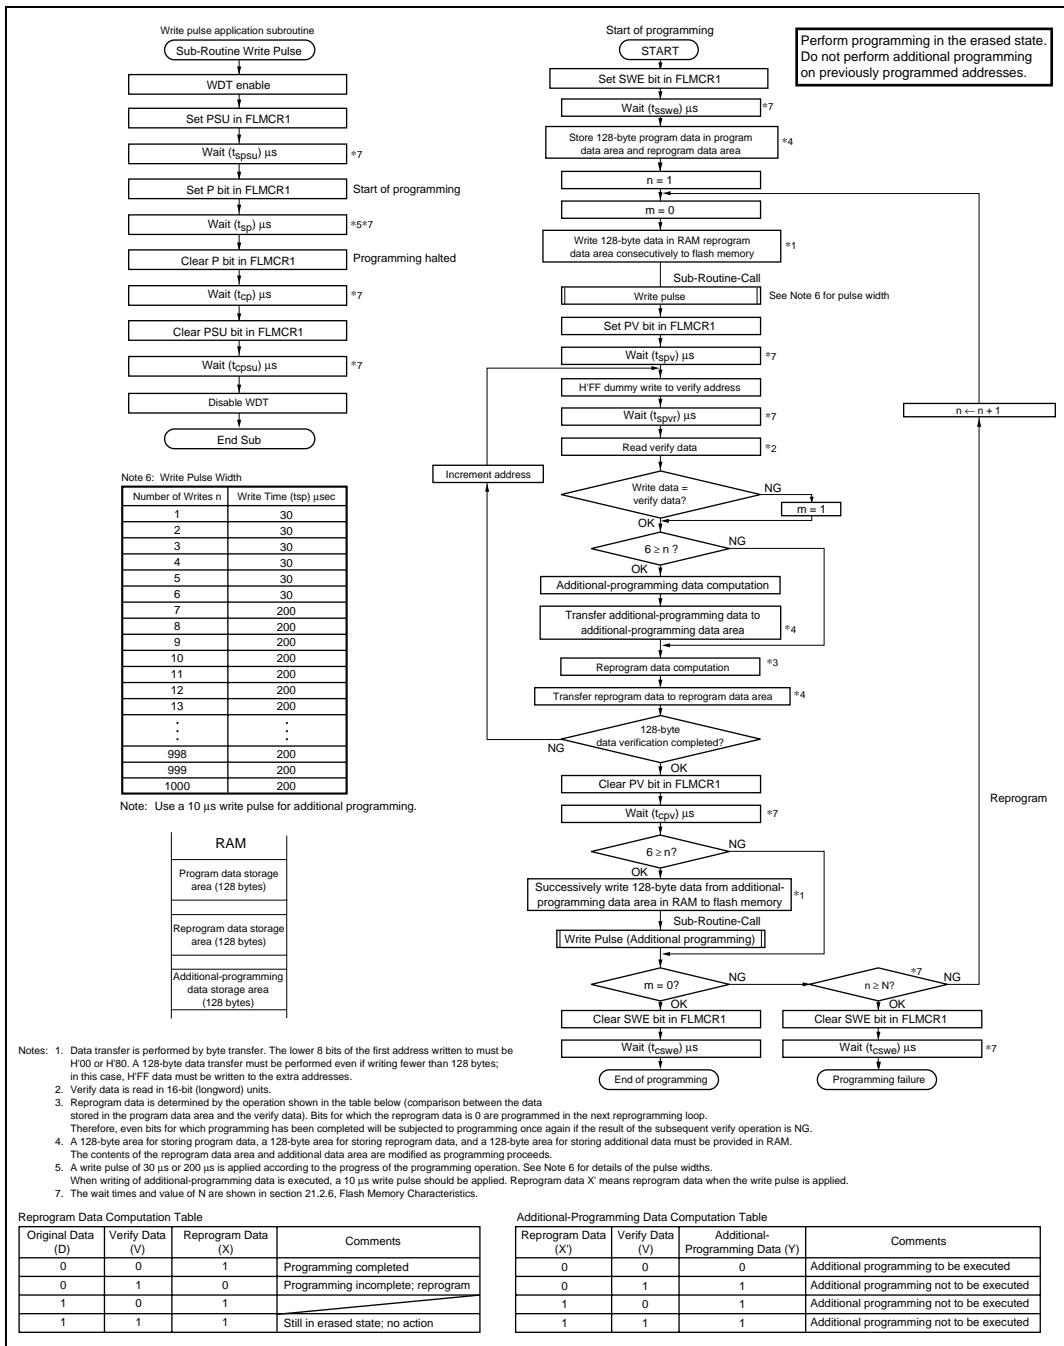 Write pulse application subroutine
Sub-Routine Write Pulse
WDT enable
Set PSU in FLMCR1
Wait (tspsu) µs
*7
Set P bit in FLMCR1
Start of programming
Wait (tsp) µs
*5*7
Clear P bit in FLMCR1
Programming halted
Wait (tcp) µs
*7
Clear PSU bit in FLMCR1
Wait (tcpsu) µs
*7
Disable WDT
End Sub
Note 6: Write Pulse Width
Number of Writes n Write Time (tsp) µsec
1 30
2 30
3 30
4 30
5 30
6 30
7 200
8 200
9 200
10 200
11 200
12 200
13 200
998 200
999 200
1000 200
Note: Use a 10 µs write pulse for additional programming.
RAM
Program data storage
area (128 bytes)
Reprogram data storage
area (128 bytes)
Additional-programming
data storage area
(128 bytes)
Start of programming
START
Perform programming in the erased state.
Do not perform additional programming
on previously programmed addresses.
Set SWE bit in FLMCR1
Wait (tsswe) µs
*7
Store 128-byte program data in program
data area and reprogram data area
*4
n = 1
m = 0
Write 128-byte data in RAM reprogram
data area consecutively to flash memory
*1
Sub-Routine-Call
Write pulse
See Note 6 for pulse width
Set PV bit in FLMCR1
Wait (tspv) µs
*7
H'FF dummy write to verify address
Wait (tspvr) µs
*7
n ← n + 1
Read verify data
*2
Increment address
Write data =
verify data?
NG
m = 1
OK
6 ≥ n ?
NG
OK
Additional-programming data computation
Transfer additional-programming data to
additional-programming data area
*4
Reprogram data computation
*3
Transfer reprogram data to reprogram data area
*4
128-byte
data verification completed?
NG
OK
Clear PV bit in FLMCR1
Reprogram
Wait (tcpv) µs
*7
6 ≥ n?
NG
OK
Successively write 128-byte data from additional-
programming data area in RAM to flash memory
*1
Sub-Routine-Call
Write Pulse (Additional programming)
m = 0?
NG
n ≥ N?
*7
NG
OK
OK
Clear SWE bit in FLMCR1
Clear SWE bit in FLMCR1
Wait (tcswe) µs
Wait (tcswe) µs
*7
End of programming
Programming failure
Notes: 1. Data transfer is performed by byte transfer. The lower 8 bits of the first address written to must be
H'00 or H'80. A 128-byte data transfer must be performed even if writing fewer than 128 bytes;
in this case, H'FF data must be written to the extra addresses.
2. Verify data is read in 16-bit (longword) units.
3. Reprogram data is determined by the operation shown in the table below (comparison between the data
stored in the program data area and the verify data). Bits for which the reprogram data is 0 are programmed in the next reprogramming loop.
Therefore, even bits for which programming has been completed will be subjected to programming once again if the result of the subsequent verify operation is NG.
4. A 128-byte area for storing program data, a 128-byte area for storing reprogram data, and a 128-byte area for storing additional data must be provided in RAM.
The contents of the reprogram data area and additional data area are modified as programming proceeds.
5. A write pulse of 30 µs or 200 µs is applied according to the progress of the programming operation. See Note 6 for details of the pulse widths.
When writing of additional-programming data is executed, a 10 µs write pulse should be applied. Reprogram data X' means reprogram data when the write pulse is applied.
7. The wait times and value of N are shown in section 21.2.6, Flash Memory Characteristics.
Reprogram Data Computation Table
Original Data (D) Verify Data (V) Reprogram Data (X) Comments
0 0 1 Programming completed
0 1 0 Programming incomplete; reprogram
1 0 1
1 1 1 Still in erased state; no action
Additional-Programming Data Computation Table
Reprogram Data (X') Verify Data (V) Additional-Programming Data (Y) Comments
0 0 0 Additional programming to be executed
0 1 1 Additional programming not to be executed
1 0 1 Additional programming not to be executed
1 1 1 Additional programming not to be executed